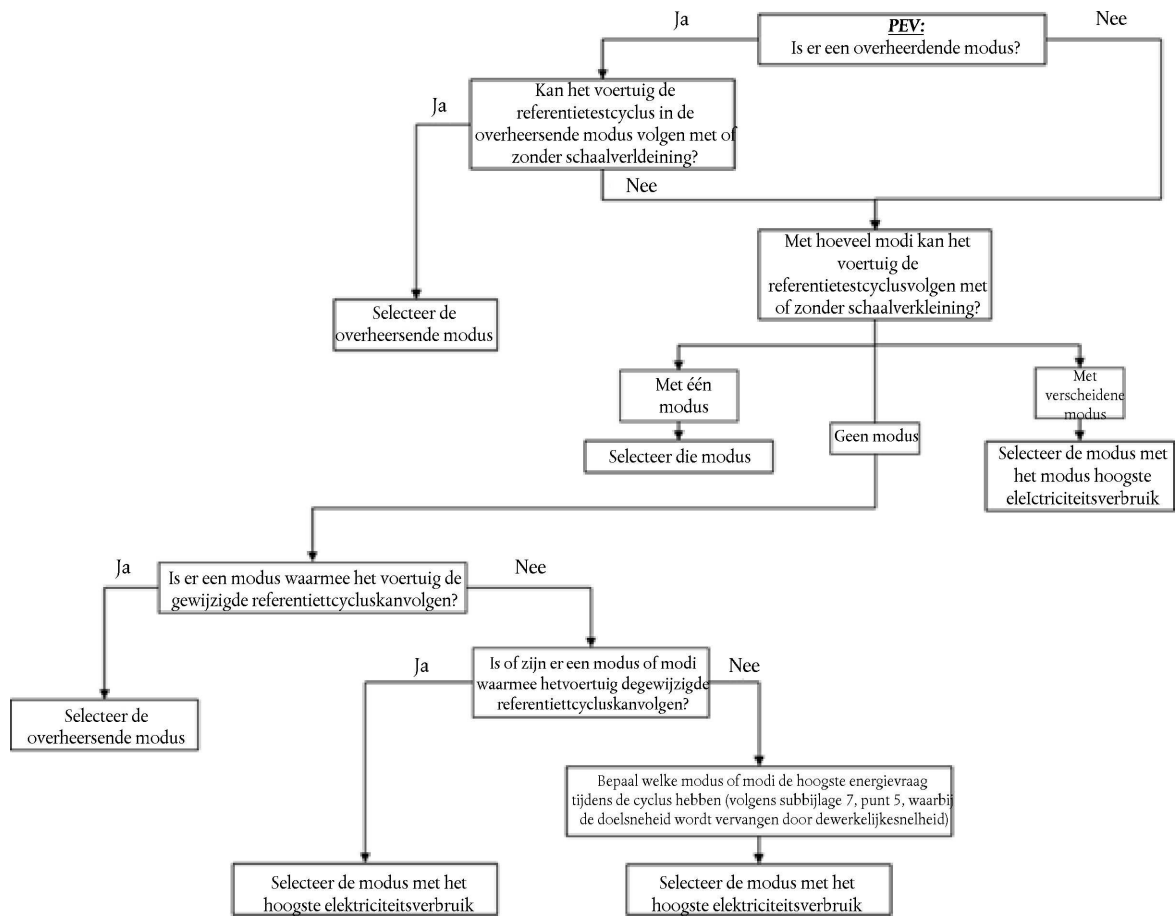 Ja
PEV:
Is er een overheerdende modus?
Nee
Ja
Kan het voertuig de
referentietestcyclus in de
overheersende modus volgen met of
zonder schaalverldeining?
Nee
Met hoeveel modi kan het
voertuig de
referentietestcyclusvolgen met
of zonder schaalverkleining?
Selecteer de
overheersende modus
Met één
modus
Geen modus
Met
verscheidene
modus
Selecteer die modus
Selecteer de modus met
het modus hoogste
eleIctriciteitsverbruik
Ja
Is er een modus waarmee het voertuig de
gewijzigde referentiettcycluskanvolgen?
Nee
Ja
Is of zijn er een modus of modi
waarmee hetvoertuig degewijzigde
referentiettcycluskanvolgen?
Nee
Selecteer de
overheersende modus
Bepaal welke modus of modi de hoogste energievraag
tijdens de cyclus hebben (volgens subbijlage 7, punt 5, waarbij
de doelsneheid wordt vervangen door dewerkelijkesnelheid)
Selecteer de modus met het
hoogste elektriciteitsverbruik
Selecteer de modus met het
hoogste elektriciteitsverbruik